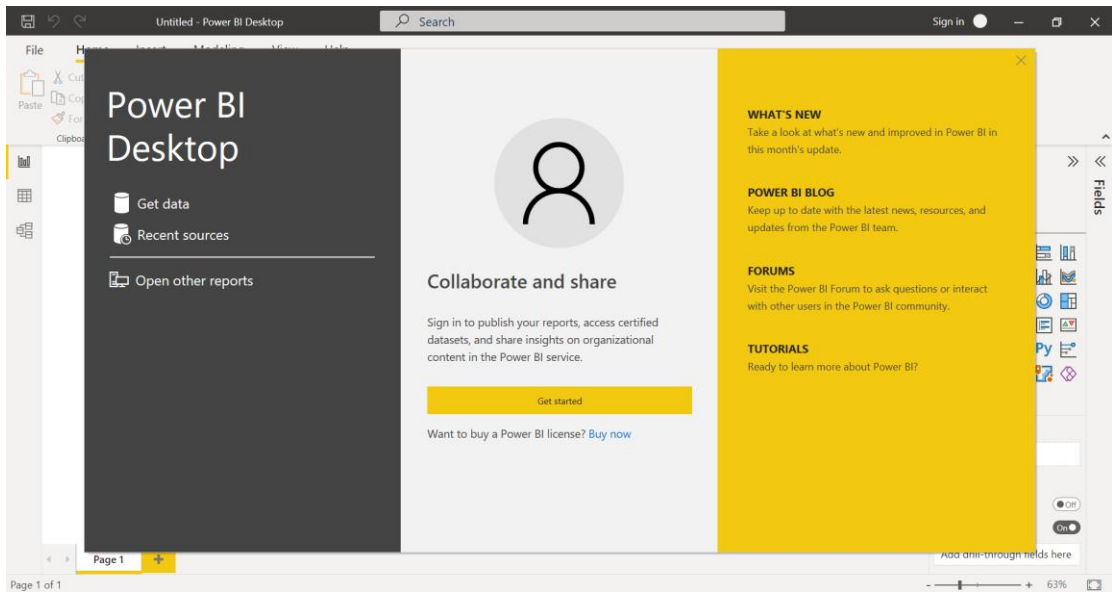 Untitled - Power BI Desktop
Search
Sign in
File
Paste
Clipboa
Power BI
Desktop
Get data
Recent sources
Open other reports
Collaborate and share
Sign in to publish your reports, access certified
datasets, and share insights on organizational
content in the Power BI service.
Get started
Want to buy a Power BI license? Buy now
WHAT'S NEW
Take a look at what's new and improved in Power BI in
this month's update.
POWER BI BLOG
Keep up to date with the latest news, resources, and
updates from the Power BI team.
FORUMS
Visit the Power BI Forum to ask questions or interact
with other users in the Power BI community.
TUTORIALS
Ready to learn more about Power BI?
Fields
Py
Off
On
Add drill-through fields here
Page 1
Page 1 of 1
63%